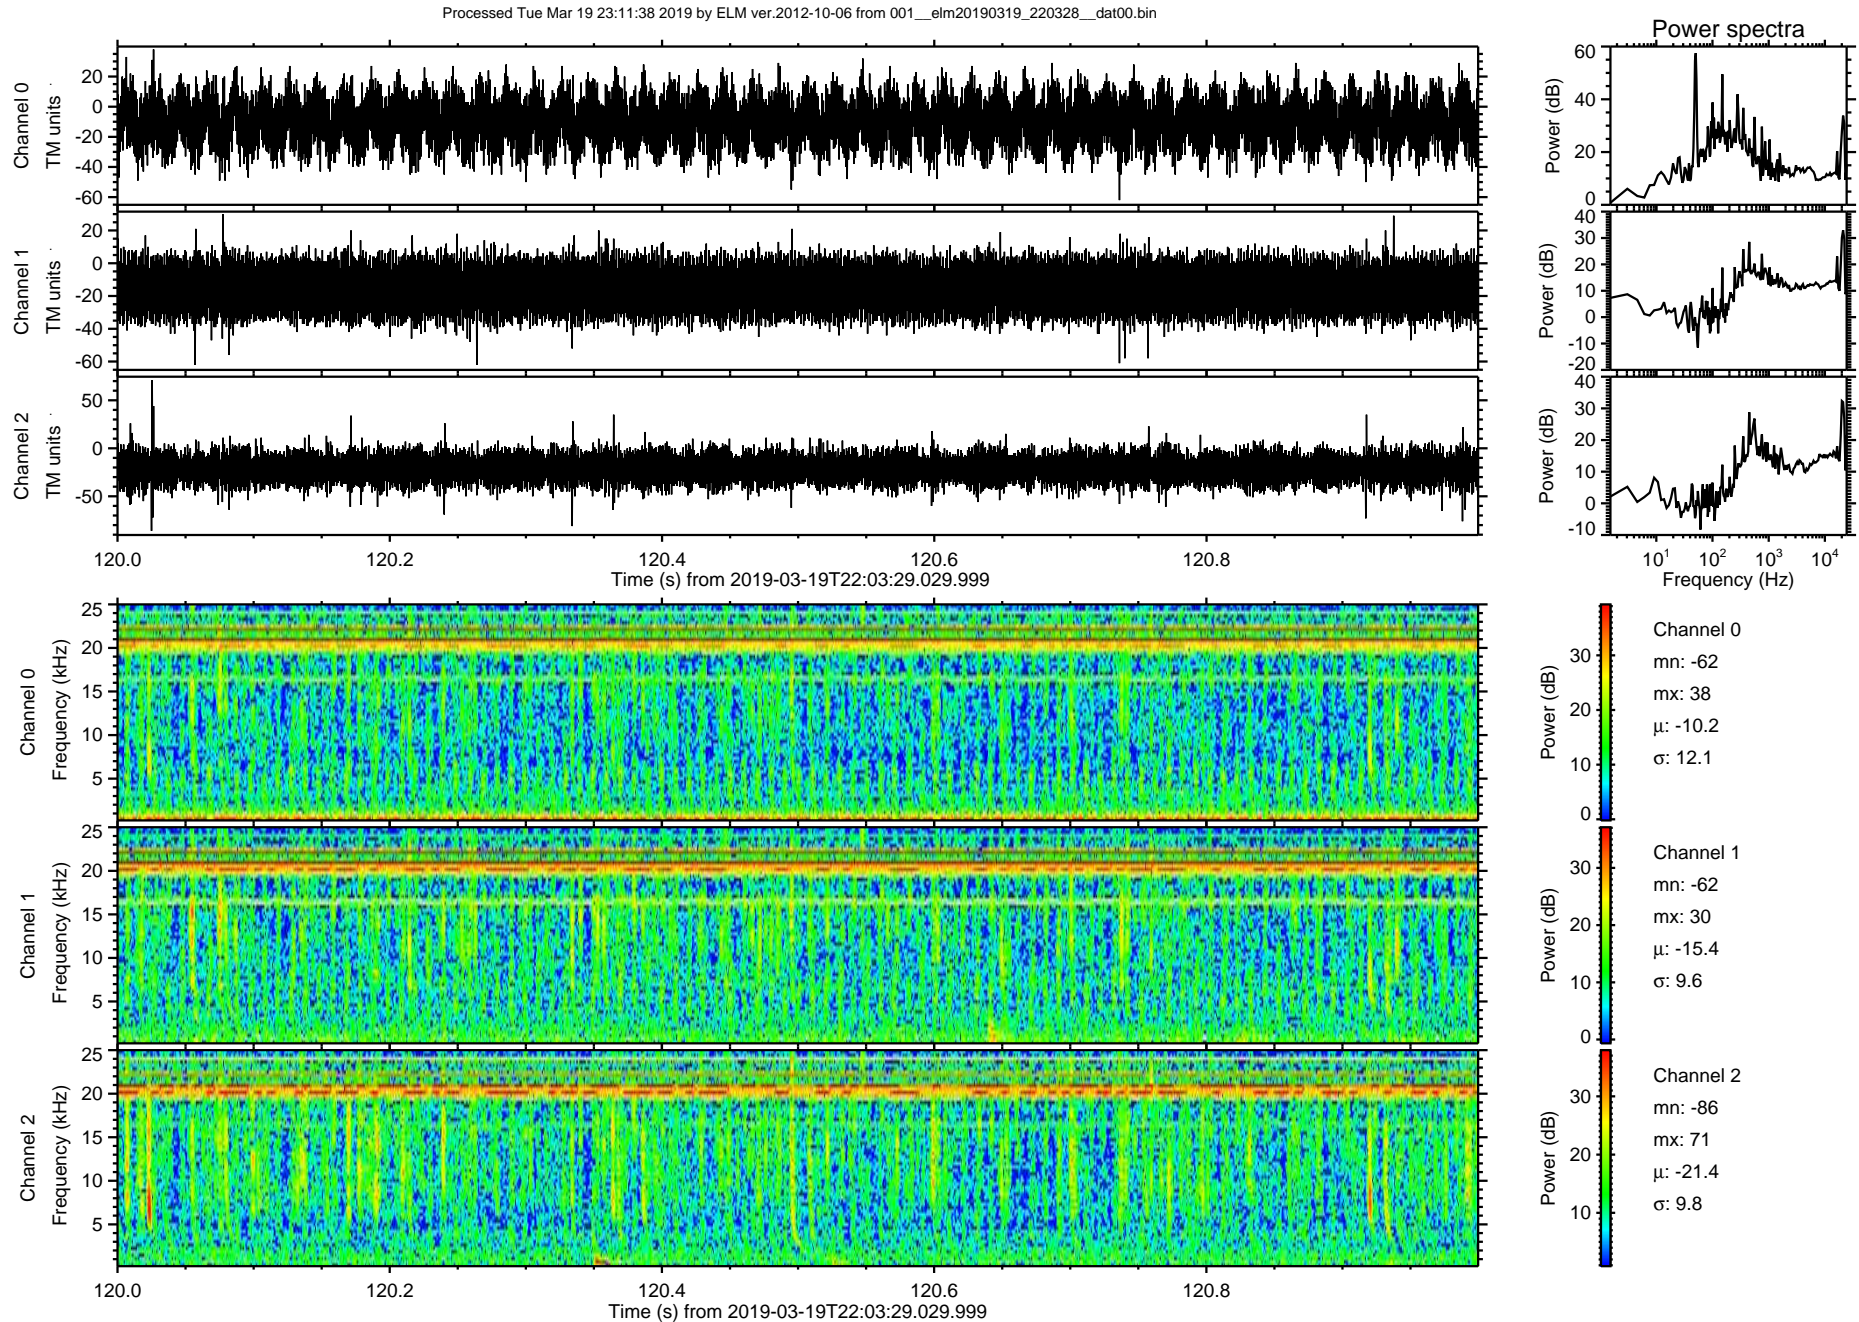 Processed Tue Mar 19 23:11:38 2019 by ELM ver.2012-10-06 from 001__elm20190319_220328__dat00.bin
Power spectra
Channel 0
TM units
20
0
-20
-40
-60
Power (dB)
60
40
20
0
Channel 1
TM units
20
0
-20
-40
-60
Power (dB)
40
30
20
10
0
-10
-20
Channel 2
TM units
50
0
-50
Power (dB)
40
30
20
10
0
-10
120.0 120.2 120.4 120.6 120.8
Time (s) from 2019-03-19T22:03:29.029.999
10¹ 10² 10³ 10⁴
Frequency (Hz)
Channel 0
Frequency (kHz)
25
20
15
10
5
Power (dB)
30
20
10
0
Channel 0
mn: -62
mx: 38
μ: -10.2
σ: 12.1
Channel 1
Frequency (kHz)
25
20
15
10
5
Power (dB)
30
20
10
0
Channel 1
mn: -62
mx: 30
μ: -15.4
σ: 9.6
Channel 2
Frequency (kHz)
25
20
15
10
5
Power (dB)
30
20
10
Channel 2
mn: -86
mx: 71
μ: -21.4
σ: 9.8
120.0 120.2 120.4 120.6 120.8
Time (s) from 2019-03-19T22:03:29.029.999